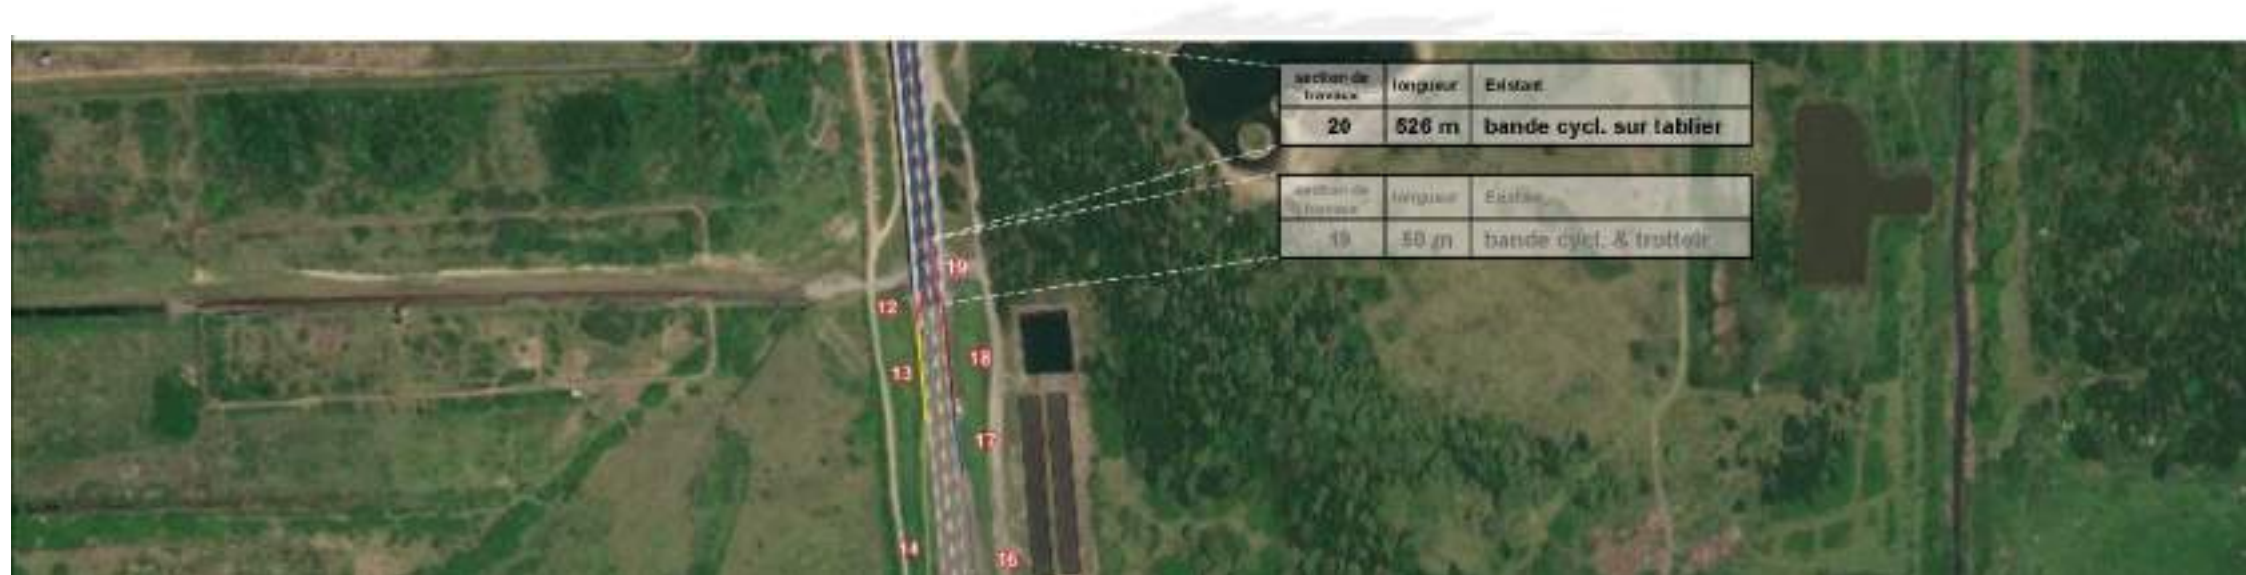 section de travaux longueur Existant
20 526 m bande cycl. sur tablier
section de travaux longueur Existant
19 50 m bande cycl. & trottoir
19
12
18
13
17
14
16